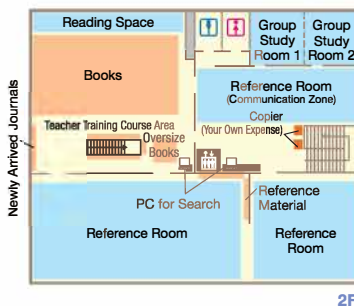 Reading Space
Group
Study
Room 1
Group
Study
Room 2
Books
Reference Room
(Communication Zone)
Copier
(Your Own Expense)
Teacher Training Course Area
Oversize
Books
Newly Arrived Journals
PC for Search
Reference
Material
Reference Room
Reference
Room
2F